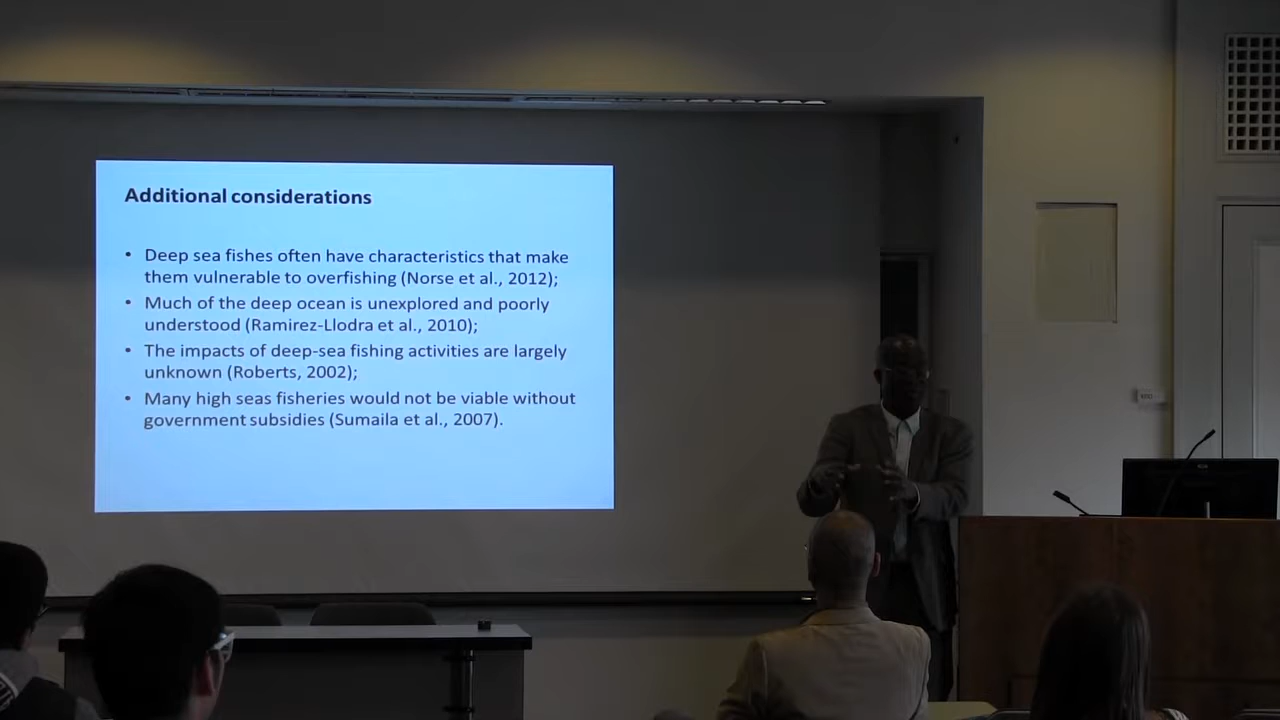 Additional considerations
• Deep sea fishes often have characteristics that make
them vulnerable to overfishing (Norse et al., 2012);
• Much of the deep ocean is unexplored and poorly
understood (Ramirez-Llodra et al., 2010);
• The impacts of deep-sea fishing activities are largely
unknown (Roberts, 2002);
• Many high seas fisheries would not be viable without
government subsidies (Sumaila et al., 2007).